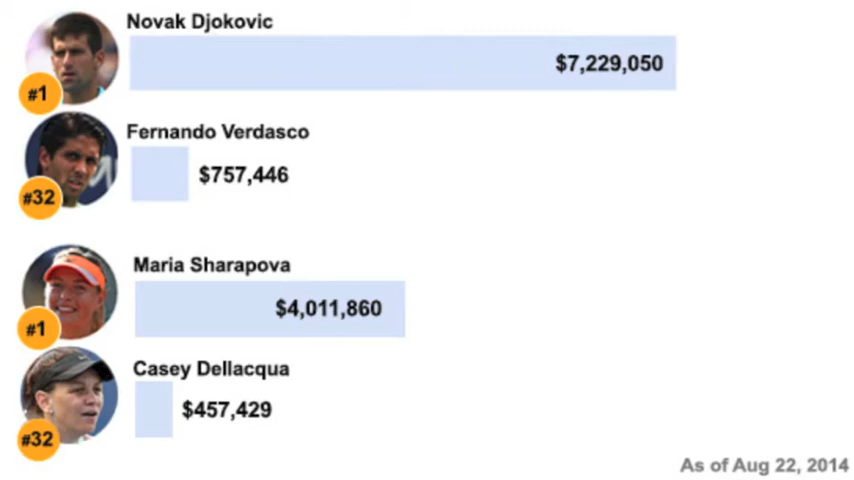 Novak Djokovic
$7,229,050
#1
Fernando Verdasco
$757,446
#32
Maria Sharapova
$4,011,860
#1
Casey Dellacqua
$457,429
#32
As of Aug 22, 2014